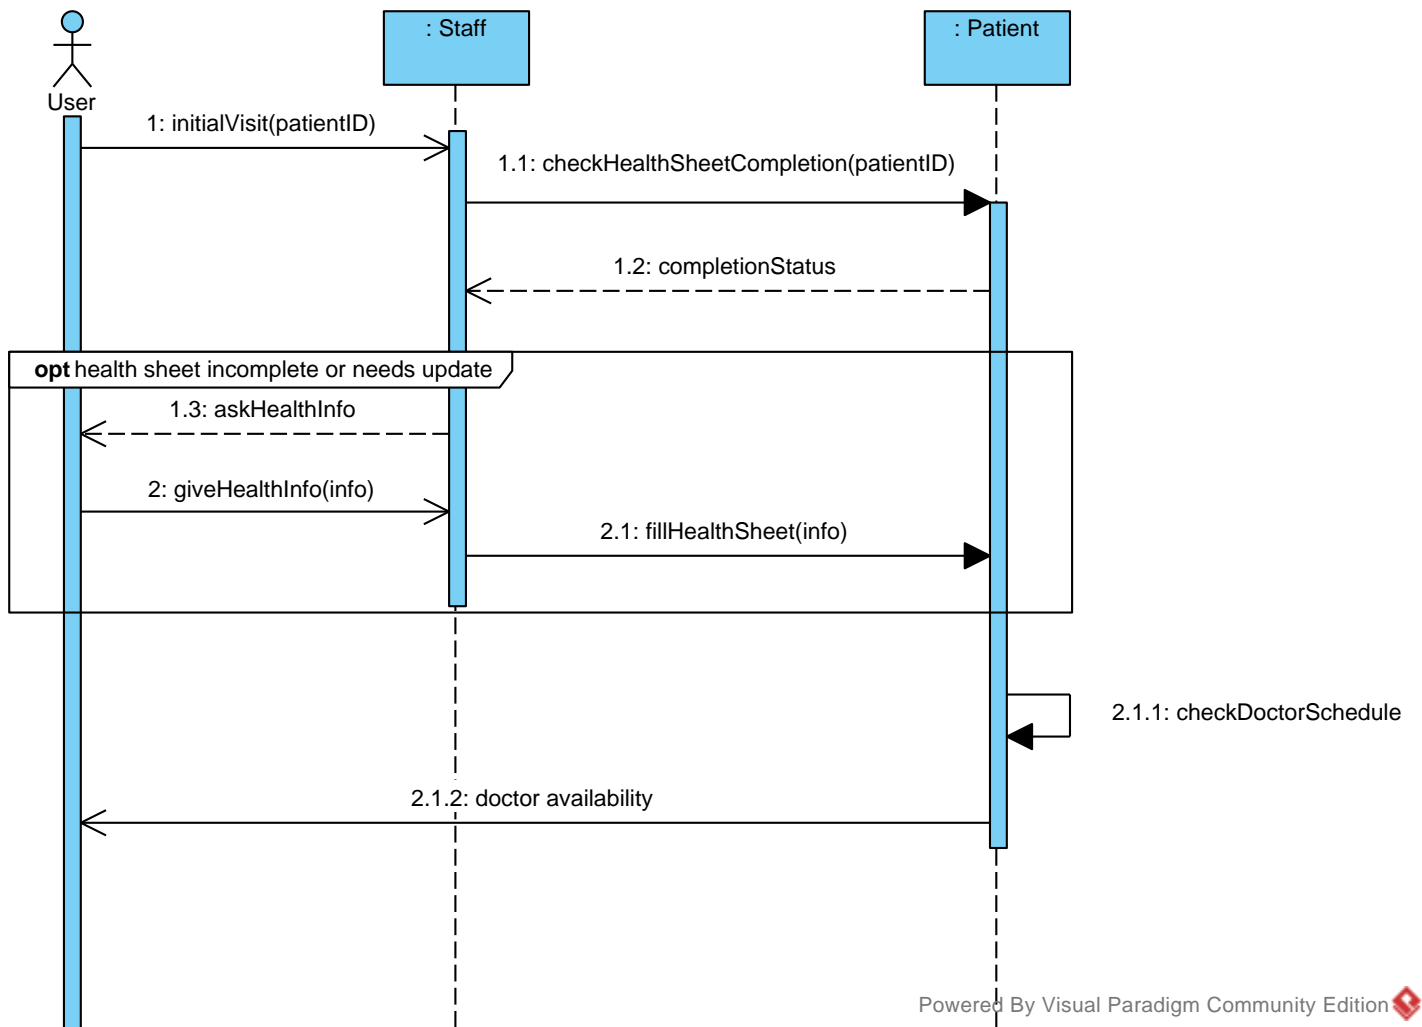 User
: Staff
: Patient
1: initialVisit(patientID)
1.1: checkHealthSheetCompletion(patientID)
1.2: completionStatus
opt health sheet incomplete or needs update
1.3: askHealthInfo
2: giveHealthInfo(info)
2.1: fillHealthSheet(info)
2.1.1: checkDoctorSchedule
2.1.2: doctor availability
Powered By Visual Paradigm Community Edition